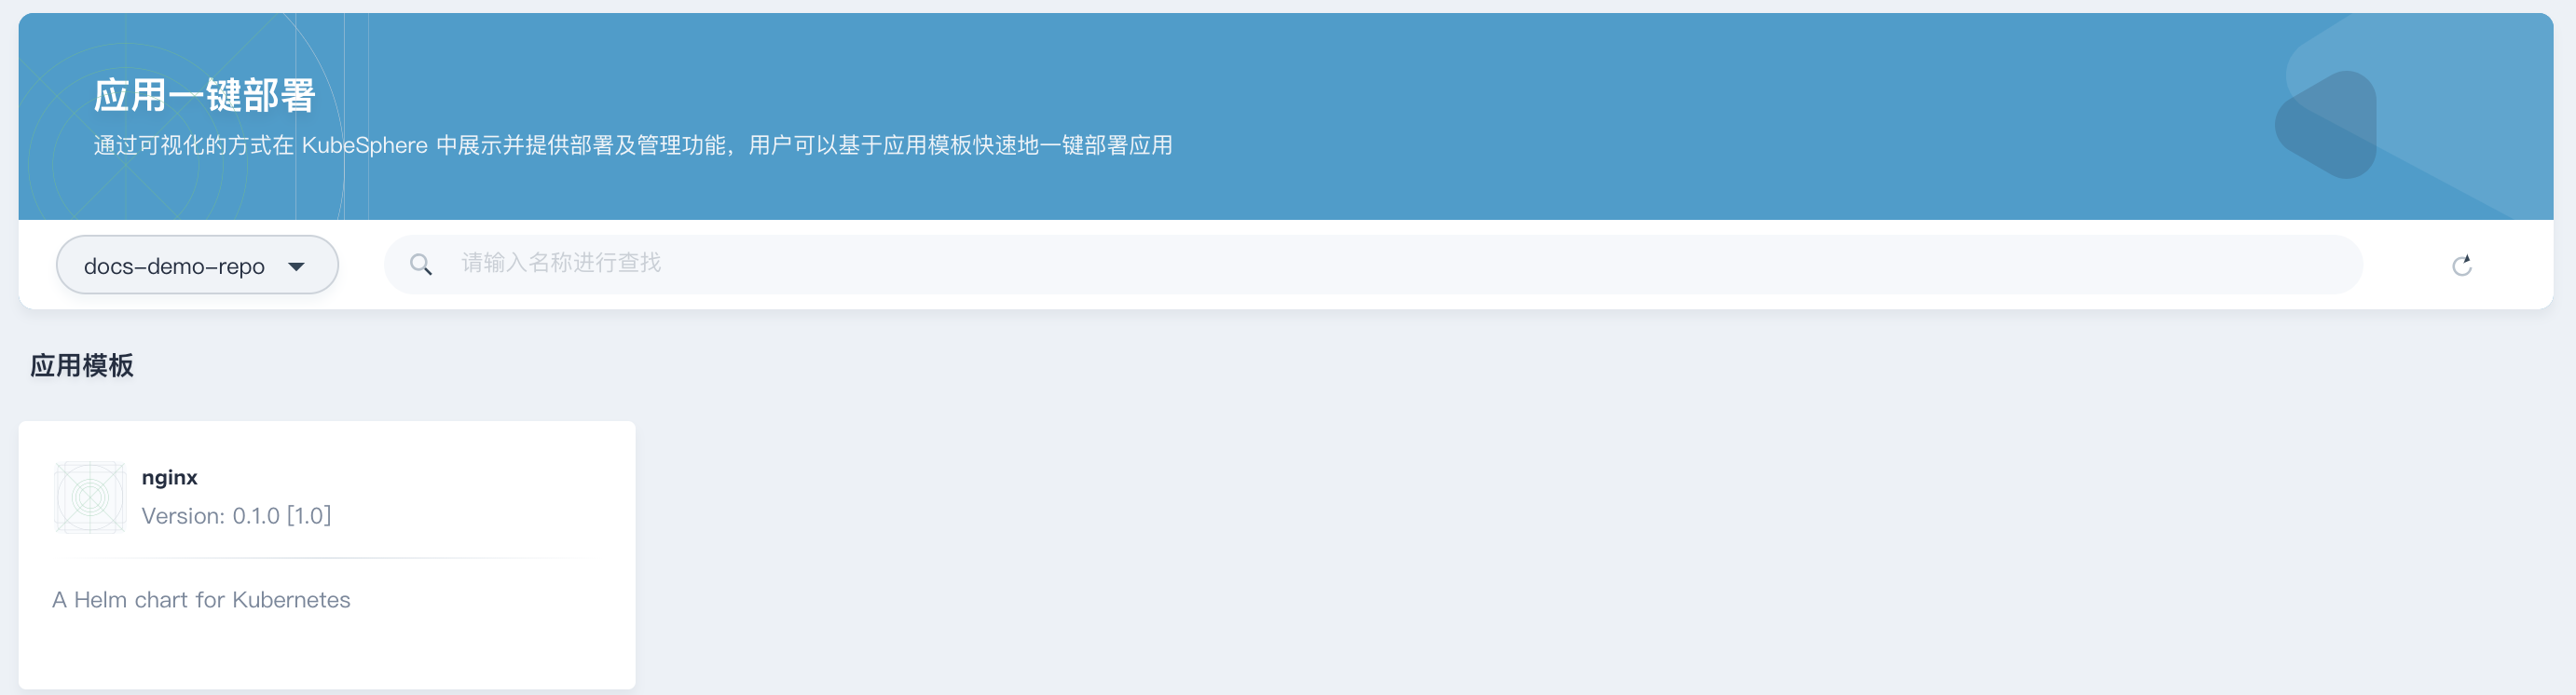 应用一键部署
通过可视化的方式在 KubeSphere 中展示并提供部署及管理功能，用户可以基于应用模板快速地一键部署应用
docs-demo-repo
请输入名称进行查找
应用模板
nginx
Version: 0.1.0 [1.0]
A Helm chart for Kubernetes